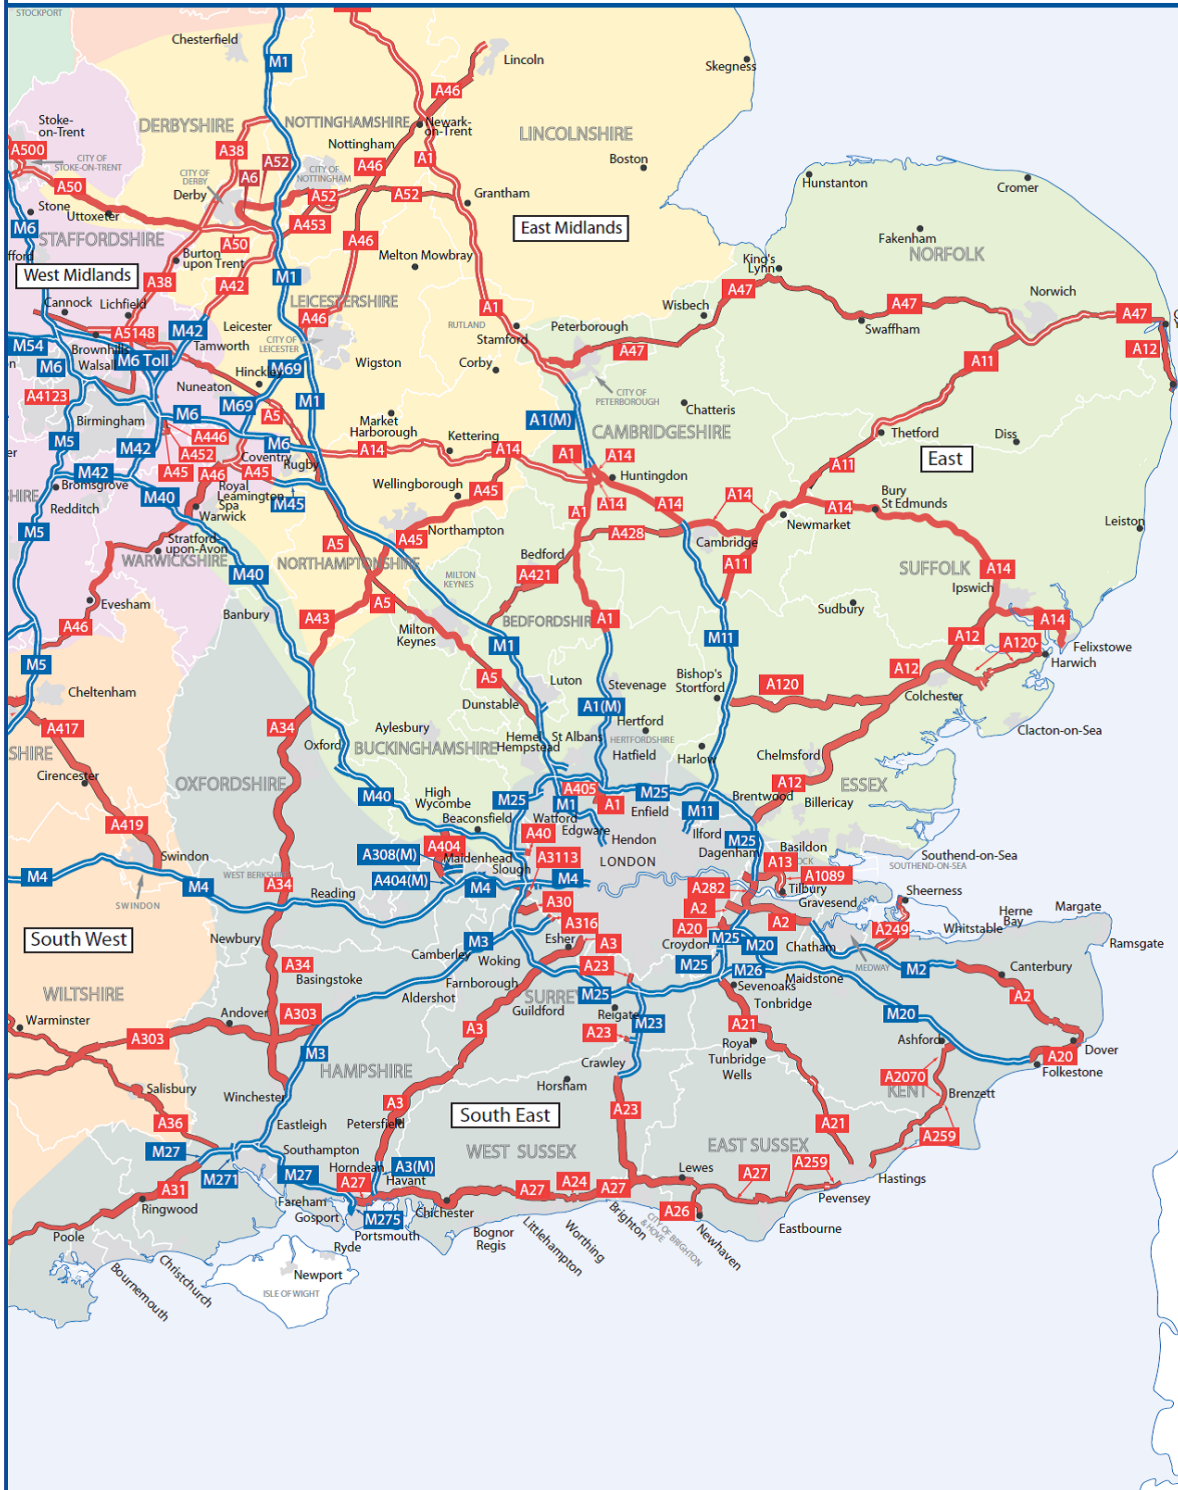 STOCKPORT
Chesterfield
M1
Lincoln
Skegness
A46
Stoke-
on-Trent
DERBYSHIRE
NOTTINGHAMSHIRE
Newark-
on-Trent
LINCOLNSHIRE
Nottingham
A500
CITY OF
STOKE-ON-TRENT
A38
A52
A46
A1
Boston
A50
CITY OF
DERBY
A6
CITY OF
NOTTINGHAM
Derby
A52
A52
Grantham
Hunstanton
Cromer
Stone
Uttoxeter
M6
A453
East Midlands
Fakenham
NORFOLK
STAFFORDSHIRE
A50
A46
Burton
upon Trent
Melton Mowbray
King's
Lynn
West Midlands
A38
M1
A42
A47
Norwich
Cannock
Lichfield
LEICESTERSHIRE
A1
Wisbech
A47
A47
A46
A5148
M42
Leicester
RUTLAND
Stamford
Peterborough
Swaffham
M54
Brownhills
Tamworth
CITY OF
LEICESTER
A47
A12
M6
Walsall
M6 Toll
Hinckley
M69
Wigston
Corby
A11
Nuneaton
CITY OF
PETERBOROUGH
A4123
M69
M1
A5
Chatteris
Birmingham
M6
Market
Harborough
A1(M)
CAMBRIDGESHIRE
Thetford
Diss
M5
A446
M6
Kettering
M42
A452
Coventry
A14
A14
A1
A14
East
M42
A45
A46
A45
Rugby
A11
Huntingdon
Bromsgrove
M40
Royal
Leamington
Spa
M45
Wellingborough
A45
A14
Bury
St Edmunds
SHIRE
Redditch
Warwick
A1
A14
A14
A14
Newmarket
Leiston
M5
Stratford-
upon-Avon
A5
A45
Northampton
A428
Cambridge
WARWICKSHIRE
NORTHAMPTONSHIRE
Bedford
A11
SUFFOLK
A14
M40
MILTON
KEYNES
A421
Ipswich
Evesham
Banbury
A5
Sudbury
A43
BEDFORDSHIRE
A1
A14
A46
Milton
Keynes
M11
A12
A120
Felixstowe
M5
M1
Harwich
A12
Bishop's
Stortford
Cheltenham
A5
Luton
Stevenage
A120
Colchester
Dunstable
A1(M)
A417
A34
Aylesbury
Hertford
Clacton-on-Sea
Oxford
BUCKINGHAMSHIRE
Hemel
Hempstead
St Albans
HERTFORDSHIRE
Hatfield
SHIRE
Harlow
Chelmsford
Cirencester
OXFORDSHIRE
A12
ESSEX
High
Wycombe
A405
M25
M40
M25
M1
A1
Enfield
M11
Brentwood
Billericay
Beaconsfield
Watford
A419
Edgware
A40
Hendon
Ilford
M25
A404
Swindon
A308(M)
Maidenhead
A3113
LONDON
Dagenham
Basildon
Southend-on-Sea
A13
SOUTHEND-ON-SEA
M4
WEST BERKSHIRE
A404(M)
Slough
M4
A1089
M4
A34
M4
A282
Tilbury
Sheerness
Reading
SWINDON
A30
A2
Gravesend
Herne
Bay
Margate
A316
A20
A2
A249
Whitstable
South West
Newbury
M3
Esher
A3
Croydon
M25
M20
Chatham
Ramsgate
Camberley
Woking
A34
A23
M25
M26
MEDWAY
M2
Canterbury
Basingstoke
Farnborough
Maidstone
WILTSHIRE
Aldershot
SURREY
M25
Sevenoaks
A2
Guildford
Tonbridge
Andover
A303
Reigate
M20
Warminster
A3
M23
A21
A303
A23
Royal
Tunbridge
Wells
Ashford
Dover
M3
Crawley
A20
HAMPSHIRE
Folkestone
A2070
Horsham
Salisbury
Winchester
KENT
Brenzett
A3
South East
A23
A36
Eastleigh
Petersfield
A21
A259
M27
Southampton
WEST SUSSEX
EAST SUSSEX
Horndean
A3(M)
A259
M271
M27
A27
Havant
Lewes
A27
Hastings
A31
A24
A27
A27
Pevensey
Ringwood
Fareham
Gosport
Chichester
M275
A26
Eastbourne
Poole
Portsmouth
Bognor
Regis
Littlehampton
Worthing
Brighton
CITY OF BRIGHTON
& HOVE
Newhaven
Ryde
Bournemouth
Christchurch
Newport
ISLE OF WIGHT